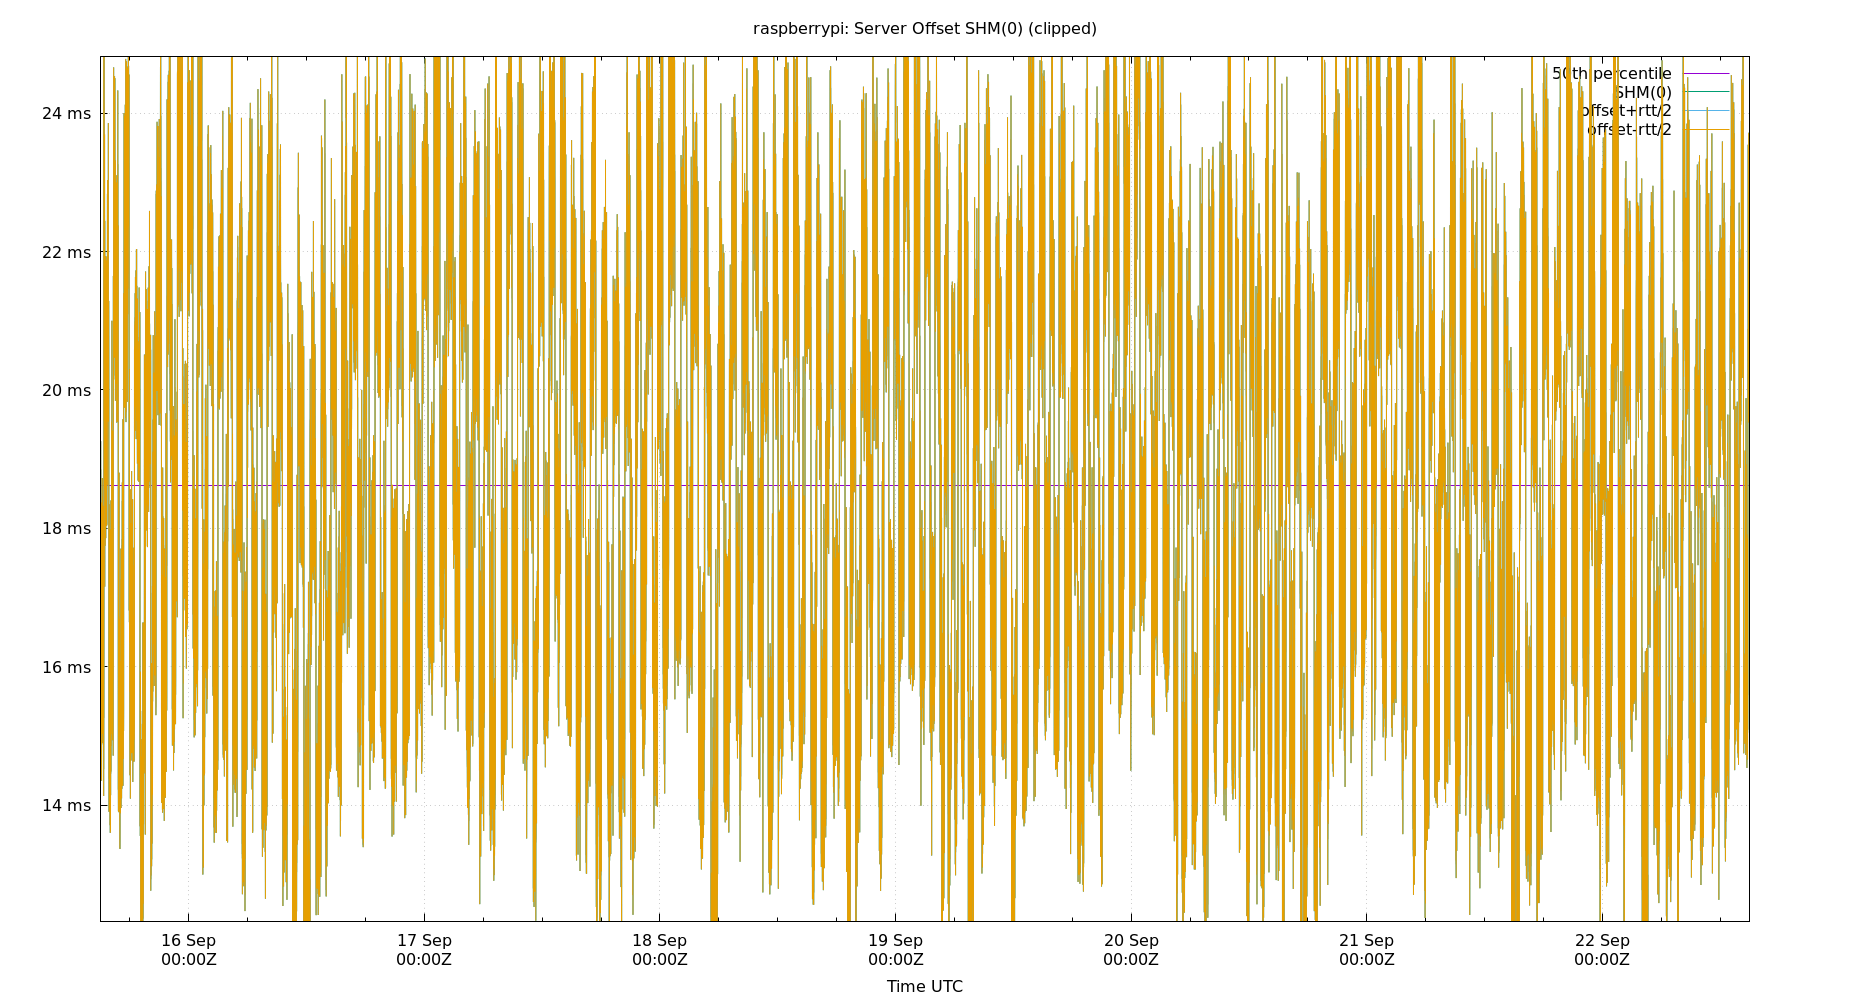 raspberrypi: Server Offset SHM(0) (clipped)
50th percentile
SHM(0)
offset+rtt/2
offset-rtt/2
24 ms
22 ms
20 ms
18 ms
16 ms
14 ms
16 Sep 17 Sep 18 Sep 19 Sep 20 Sep 21 Sep 22 Sep
00:00Z 00:00Z 00:00Z 00:00Z 00:00Z 00:00Z 00:00Z
Time UTC